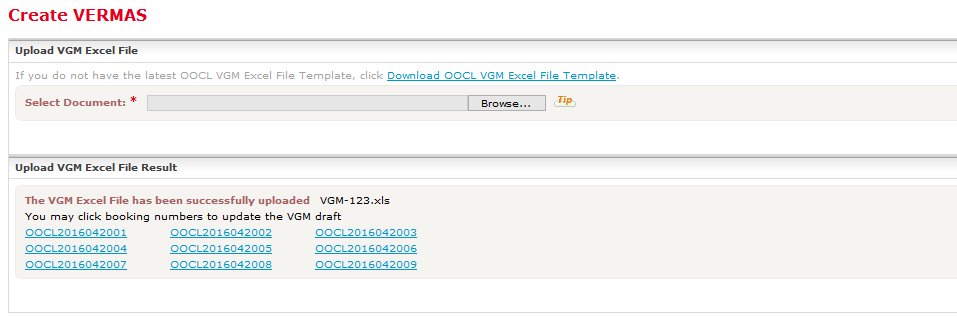 Create VERMAS
Upload VGM Excel File
If you do not have the latest OOCL VGM Excel File Template, click Download OOCL VGM Excel File Template.
Select Document: * Browse... Tip
Upload VGM Excel File Result
The VGM Excel File has been successfully uploaded VGM-123.xls
You may click booking numbers to update the VGM draft
OOCL2016042001 OOCL2016042002 OOCL2016042003
OOCL2016042004 OOCL2016042005 OOCL2016042006
OOCL2016042007 OOCL2016042008 OOCL2016042009